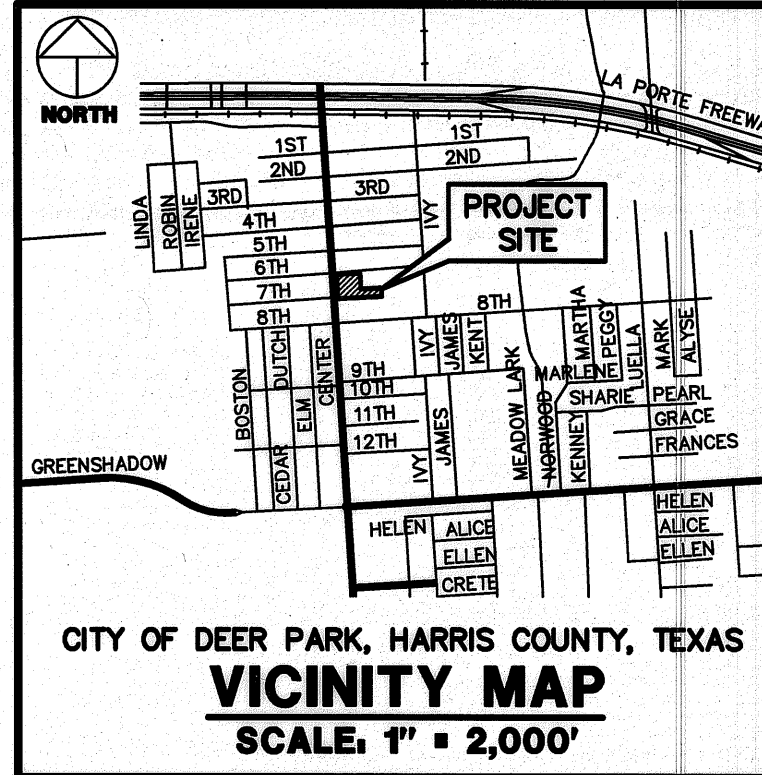 NORTH
LA PORTE FREEWA
1ST
1ST
2ND
2ND
3RD
3RD
LINDA
ROBIN
IRENE
IVY
PROJECT
SITE
4TH
5TH
6TH
7TH
8TH
8TH
BOSTON
DUTCH
CEDAR
ELM
CENTER
IVY
JAMES
KENT
MARTHA
PEGGY
LUELLA
MARK
ALYSE
9TH
10TH
11TH
12TH
IVY
JAMES
MEADOW LARK
NORWOOD
KENNEY
MARLENE
SHARIE
PEARL
GRACE
FRANCES
GREENSHADOW
HELEN
ALICE
ELLEN
CRETE
HELEN
ALICE
ELLEN
CITY OF DEER PARK, HARRIS COUNTY, TEXAS
VICINITY MAP
SCALE: 1" = 2,000'